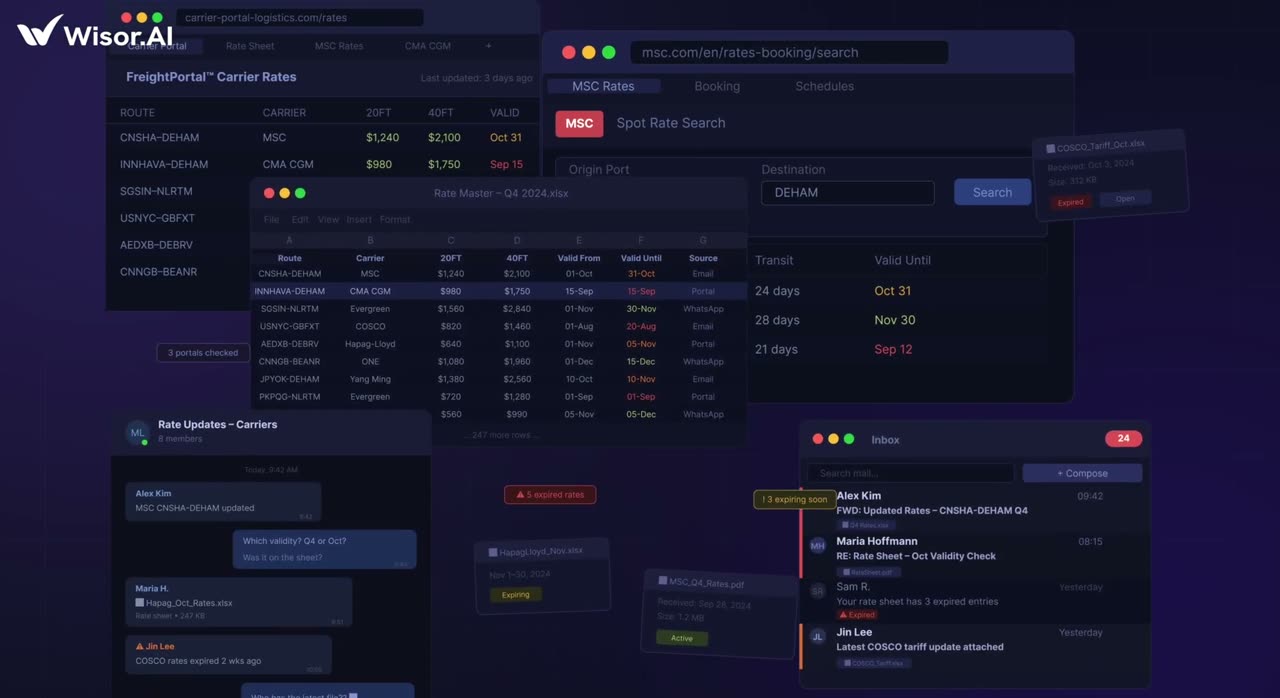 Wisor.AI
carrier-portal-logistics.com/rates
Carrier Portal Rate Sheet MSC Rates CMA CGM +
FreightPortal™ Carrier Rates Last updated: 3 days ago
ROUTE CARRIER 20FT 40FT VALID
CNSHA–DEHAM MSC $1,240 $2,100 Oct 31
INNHAVA–DEHAM CMA CGM $980 $1,750 Sep 15
SGSIN–NLRTM
USNYC–GBFXT
AEDXB–DEBRV
CNNGB–BEANR
msc.com/en/rates-booking/search
MSC Rates Booking Schedules
MSC Spot Rate Search
Origin Port Destination
DEHAM Search
Transit Valid Until
24 days Oct 31
28 days Nov 30
21 days Sep 12
COSCO_Tariff_Oct.xlsx
Received: Oct 3, 2024
Size: 312 KB
Expired Open
Rate Master – Q4 2024.xlsx
File Edit View Insert Format
A B C D E F G
Route Carrier 20FT 40FT Valid From Valid Until Source
CNSHA-DEHAM MSC $1,240 $2,100 01-Oct 31-Oct Email
INNHAVA-DEHAM CMA CGM $980 $1,750 15-Sep 15-Sep Portal
SGSIN-NLRTM Evergreen $1,560 $2,840 01-Nov 30-Nov WhatsApp
USNYC-GBFXT COSCO $820 $1,460 01-Aug 20-Aug Email
AEDXB-DEBRV Hapag-Lloyd $640 $1,100 01-Nov 05-Nov Portal
CNNGB-BEANR ONE $1,080 $1,960 01-Dec 15-Dec WhatsApp
JPYOK-DEHAM Yang Ming $1,380 $2,560 10-Oct 10-Nov Email
PKPQG-NLRTM Evergreen $720 $1,280 01-Sep 01-Sep Portal
$560 $990 05-Nov 05-Dec WhatsApp
... 247 more rows ...
3 portals checked
ML Rate Updates – Carriers
8 members
Today, 9:42 AM
Alex Kim
MSC CNSHA-DEHAM updated
9:42
Which validity? Q4 or Oct?
Was it on the sheet?
Maria H.
Hapag_Oct_Rates.xlsx
Rate sheet • 247 KB
9:51
Jin Lee
COSCO rates expired 2 wks ago
Who has the latest file??
5 expired rates
HapagLloyd_Nov.xlsx
Nov 1–30, 2024
Expiring
MSC_Q4_Rates.pdf
Received: Sep 28, 2024
Size: 1.2 MB
Active
! 3 expiring soon
Inbox 24
Search mail... + Compose
Alex Kim 09:42
FWD: Updated Rates – CNSHA-DEHAM Q4
Q4 Rates.xlsx
MH Maria Hoffmann 08:15
RE: Rate Sheet – Oct Validity Check
RateSheet.pdf
SR Sam R. Yesterday
Your rate sheet has 3 expired entries
Expired
JL Jin Lee Yesterday
Latest COSCO tariff update attached
COSCO_Tariff.xlsx